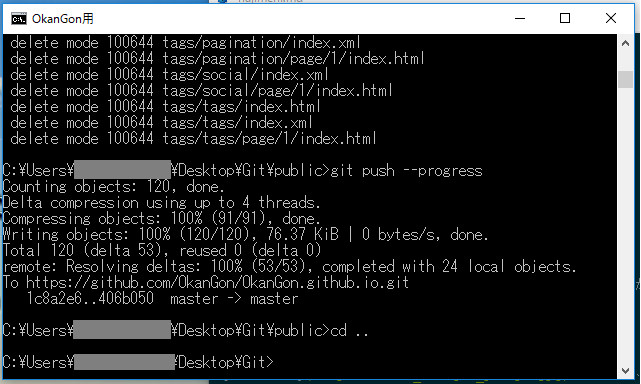 OkanGon用
delete mode 100644 tags/pagination/index.xml
delete mode 100644 tags/pagination/page/1/index.html
delete mode 100644 tags/social/index.xml
delete mode 100644 tags/social/page/1/index.html
delete mode 100644 tags/tags/index.html
delete mode 100644 tags/tags/index.xml
delete mode 100644 tags/tags/page/1/index.html
C:¥Users¥ ¥Desktop¥Git¥public>git push --progress
Counting objects: 120, done.
Delta compression using up to 4 threads.
Compressing objects: 100% (91/91), done.
Writing objects: 100% (120/120), 76.37 KiB | 0 bytes/s, done.
Total 120 (delta 53), reused 0 (delta 0)
remote: Resolving deltas: 100% (53/53), completed with 24 local objects.
To https://github.com/OkanGon/OkanGon.github.io.git
1c8a2e6..406b050 master -> master
C:¥Users¥ ¥Desktop¥Git¥public>cd ..
C:¥Users¥ ¥Desktop¥Git>